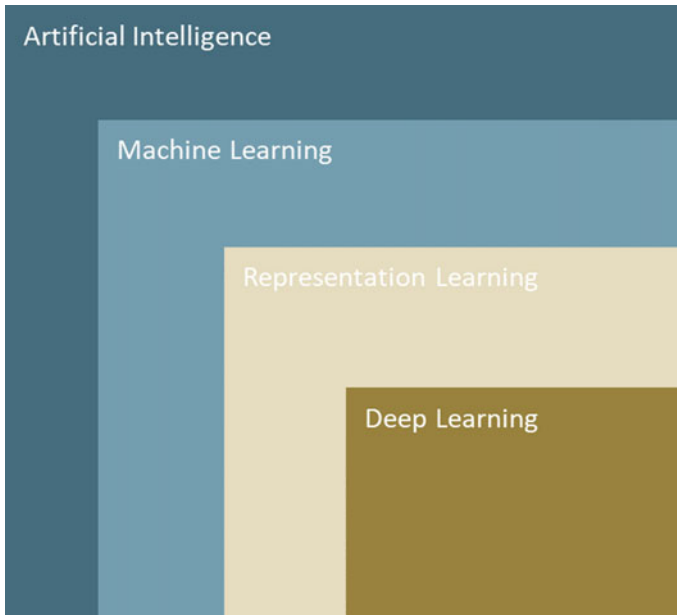 Artificial Intelligence
Machine Learning
Representation Learning
Deep Learning